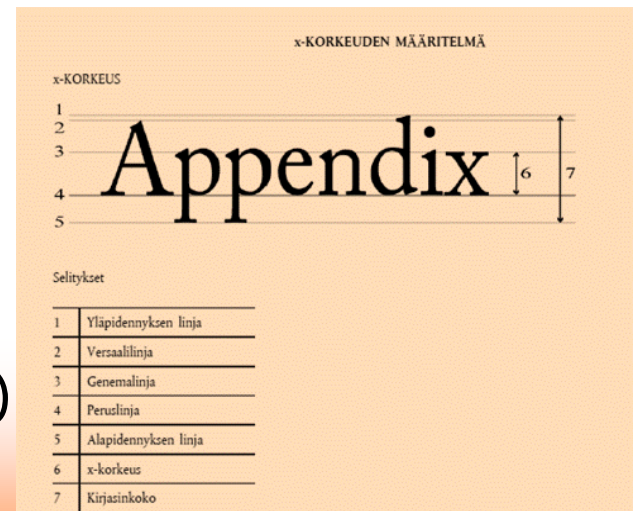 x-KORKEUDEN MÄÄRITELMÄ
x-KORKEUS
1
2
3
4
5
Appendix
6
7
Selitykset
1 Yläpidennyksen linja
2 Versaalilinja
3 Genemalinja
)
4 Peruslinja
5 Alapidennyksen linja
6 x-korkeus
7 Kirjasinkoko